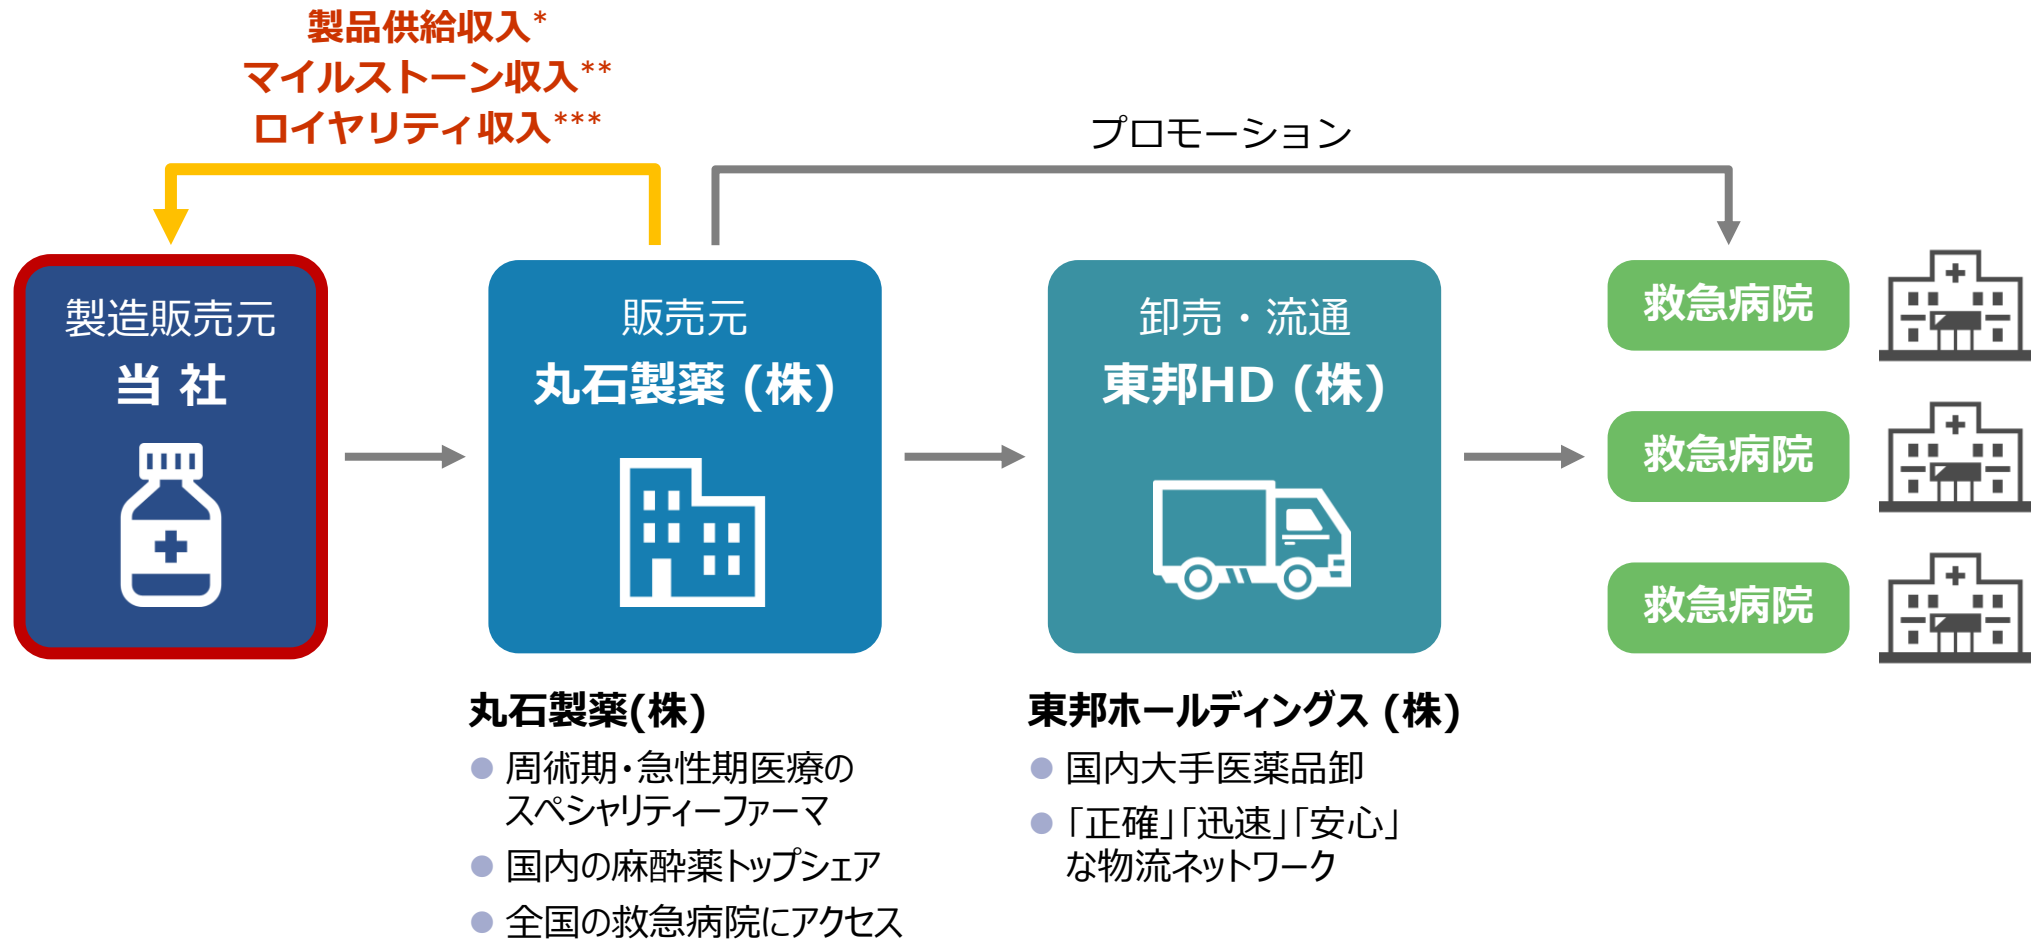 製品供給収入*
マイルストーン収入**
ロイヤリティ収入***
プロモーション
製造販売元
当 社
販売元
丸石製薬 (株)
卸売・流通
東邦HD (株)
救急病院
救急病院
救急病院
丸石製薬(株)
周術期・急性期医療の
スペシャリティーファーマ
国内の麻酔薬トップシェア
全国の救急病院にアクセス
東邦ホールディングス (株)
国内大手医薬品卸
「正確」「迅速」「安心」
な物流ネットワーク